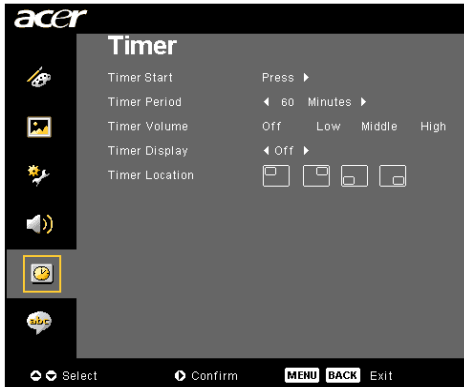 acer
Timer
Timer Start Press
Timer Period 60 Minutes
Timer Volume Off Low Middle High
Timer Display Off
Timer Location
abc
Select Confirm MENU BACK Exit